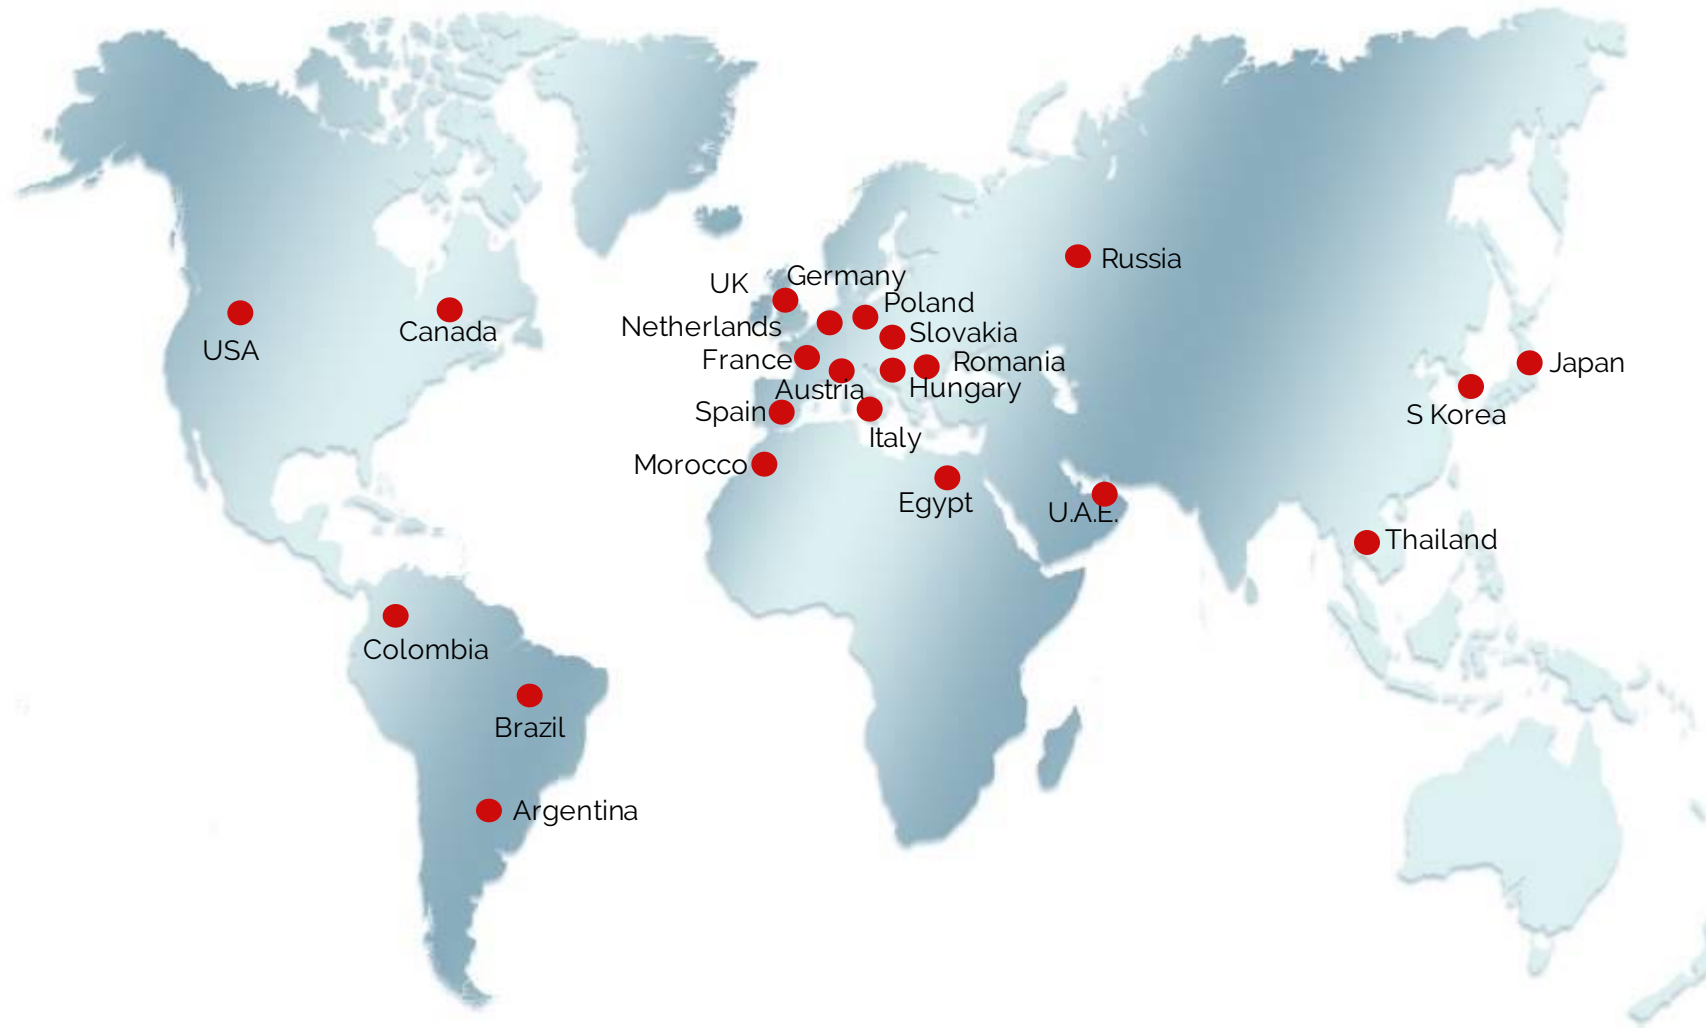 Russia
UK
Germany
Poland
Netherlands
Slovakia
Canada
USA
France
Romania
Japan
Austria
Hungary
Spain
S Korea
Italy
Morocco
Egypt
U.A.E.
Thailand
Colombia
Brazil
Argentina